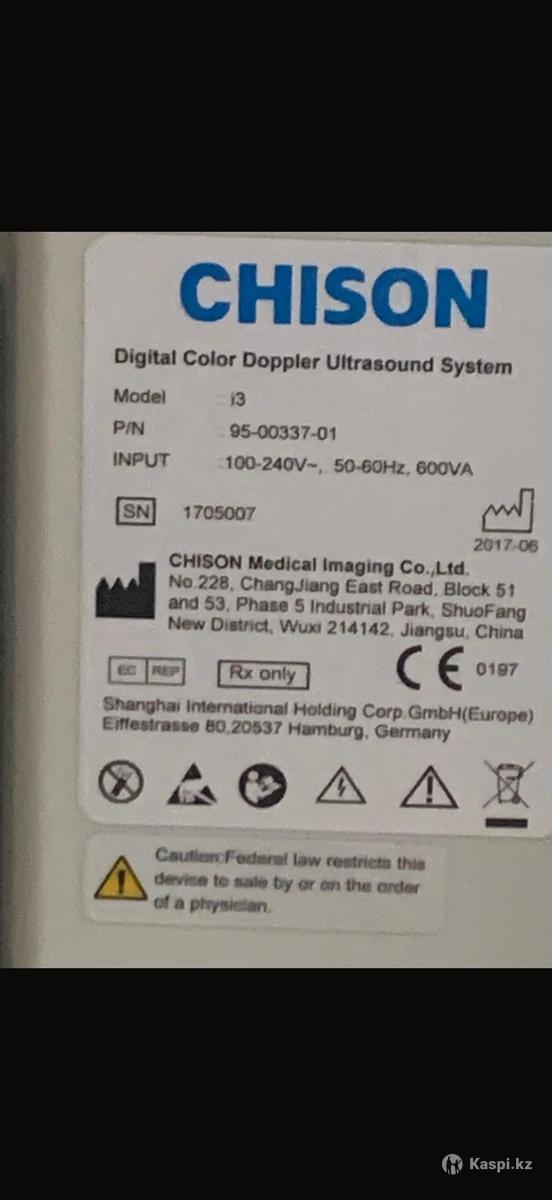 CHISON
Digital Color Doppler Ultrasound System
Model : i3
P/N : 95-00337-01
INPUT : 100-240V~, 50-60Hz, 600VA
SN 1705007
2017-06
CHISON Medical Imaging Co.,Ltd.
No.228, ChangJiang East Road, Block 51
and 53, Phase 5 Industrial Park, ShuoFang
New District, Wuxi 214142, Jiangsu, China
EC REP Rx only CE 0197
Shanghai International Holding Corp.GmbH(Europe)
Eiffestrasse 80,20537 Hamburg, Germany
Caution:Federal law restricts this
device to sale by or on the order
of a physician.
Kaspi.kz